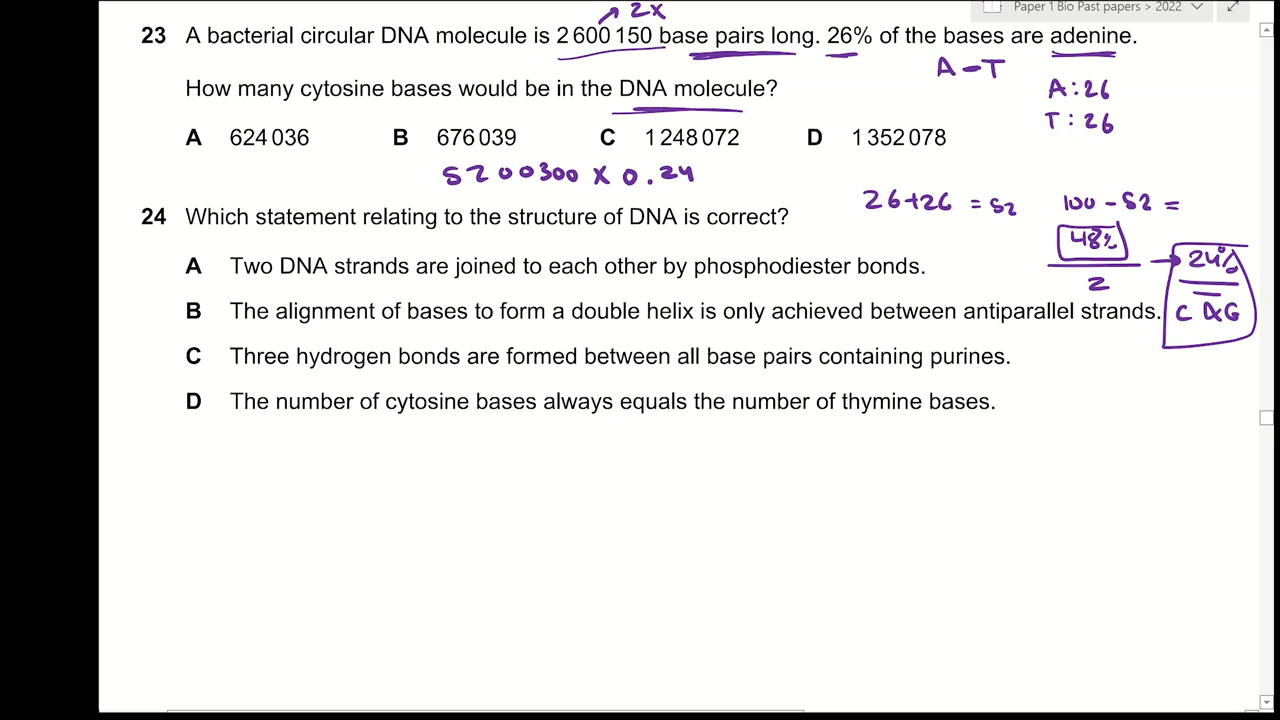 Paper 1 Bio Past papers > 2022
2x
23 A bacterial circular DNA molecule is 2 600 150 base pairs long. 26% of the bases are adenine.
A - T
How many cytosine bases would be in the DNA molecule?
A : 26
T : 26
A 624 036 B 676 039 C 1 248 072 D 1 352 078
5200300 x 0.24
26+26 = 52 100 - 52 =
24 Which statement relating to the structure of DNA is correct?
48%
2
24%
C & G
A Two DNA strands are joined to each other by phosphodiester bonds.
B The alignment of bases to form a double helix is only achieved between antiparallel strands.
C Three hydrogen bonds are formed between all base pairs containing purines.
D The number of cytosine bases always equals the number of thymine bases.